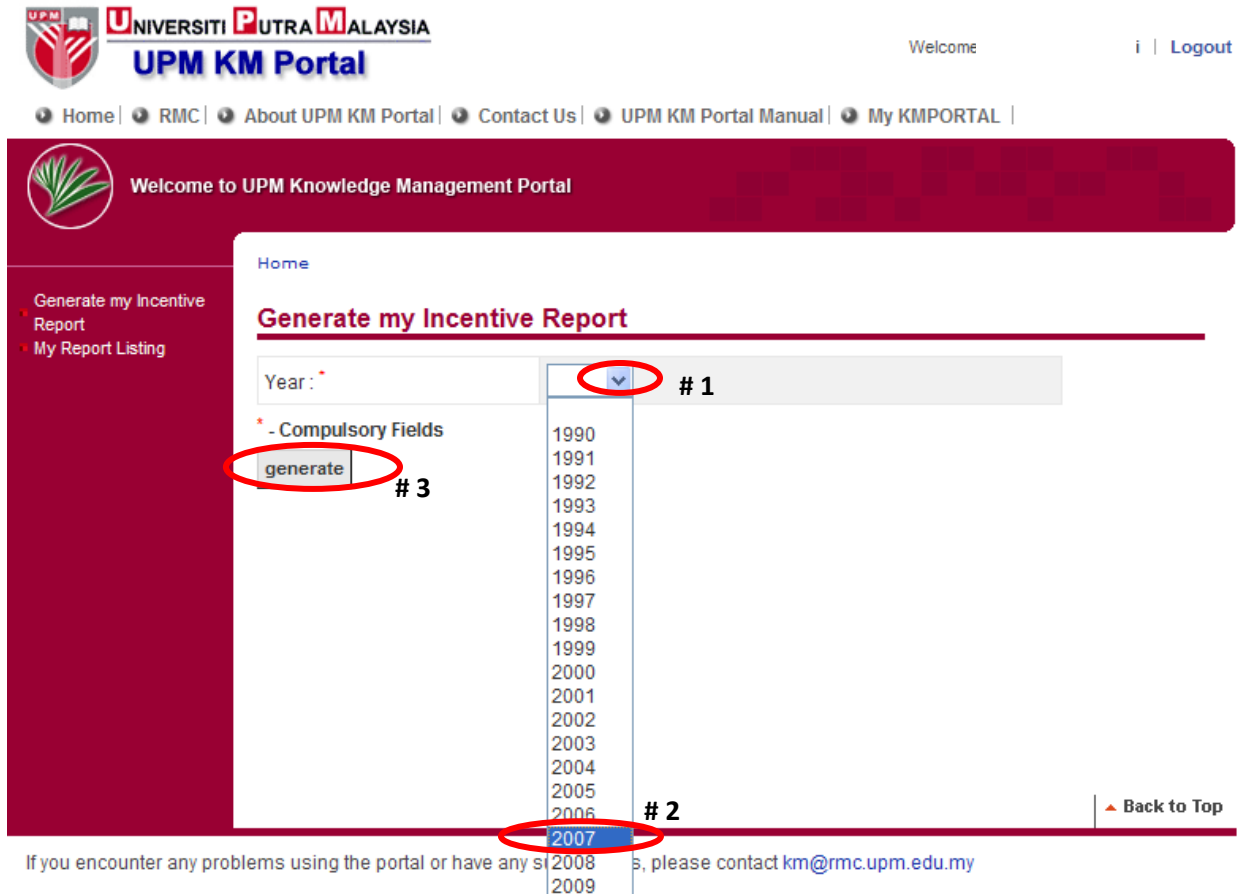 UPM
UNIVERSITI PUTRA MALAYSIA
UPM KM Portal
Welcome i | Logout
Home | RMC | About UPM KM Portal | Contact Us | UPM KM Portal Manual | My KMPORTAL |
Welcome to UPM Knowledge Management Portal
Home
Generate my Incentive Report
My Report Listing
Generate my Incentive Report
Year : *
# 1
* - Compulsory Fields
generate
# 3
1990
1991
1992
1993
1994
1995
1996
1997
1998
1999
2000
2001
2002
2003
2004
2005
2006
# 2
2007
2008
2009
Back to Top
If you encounter any problems using the portal or have any s, please contact km@rmc.upm.edu.my